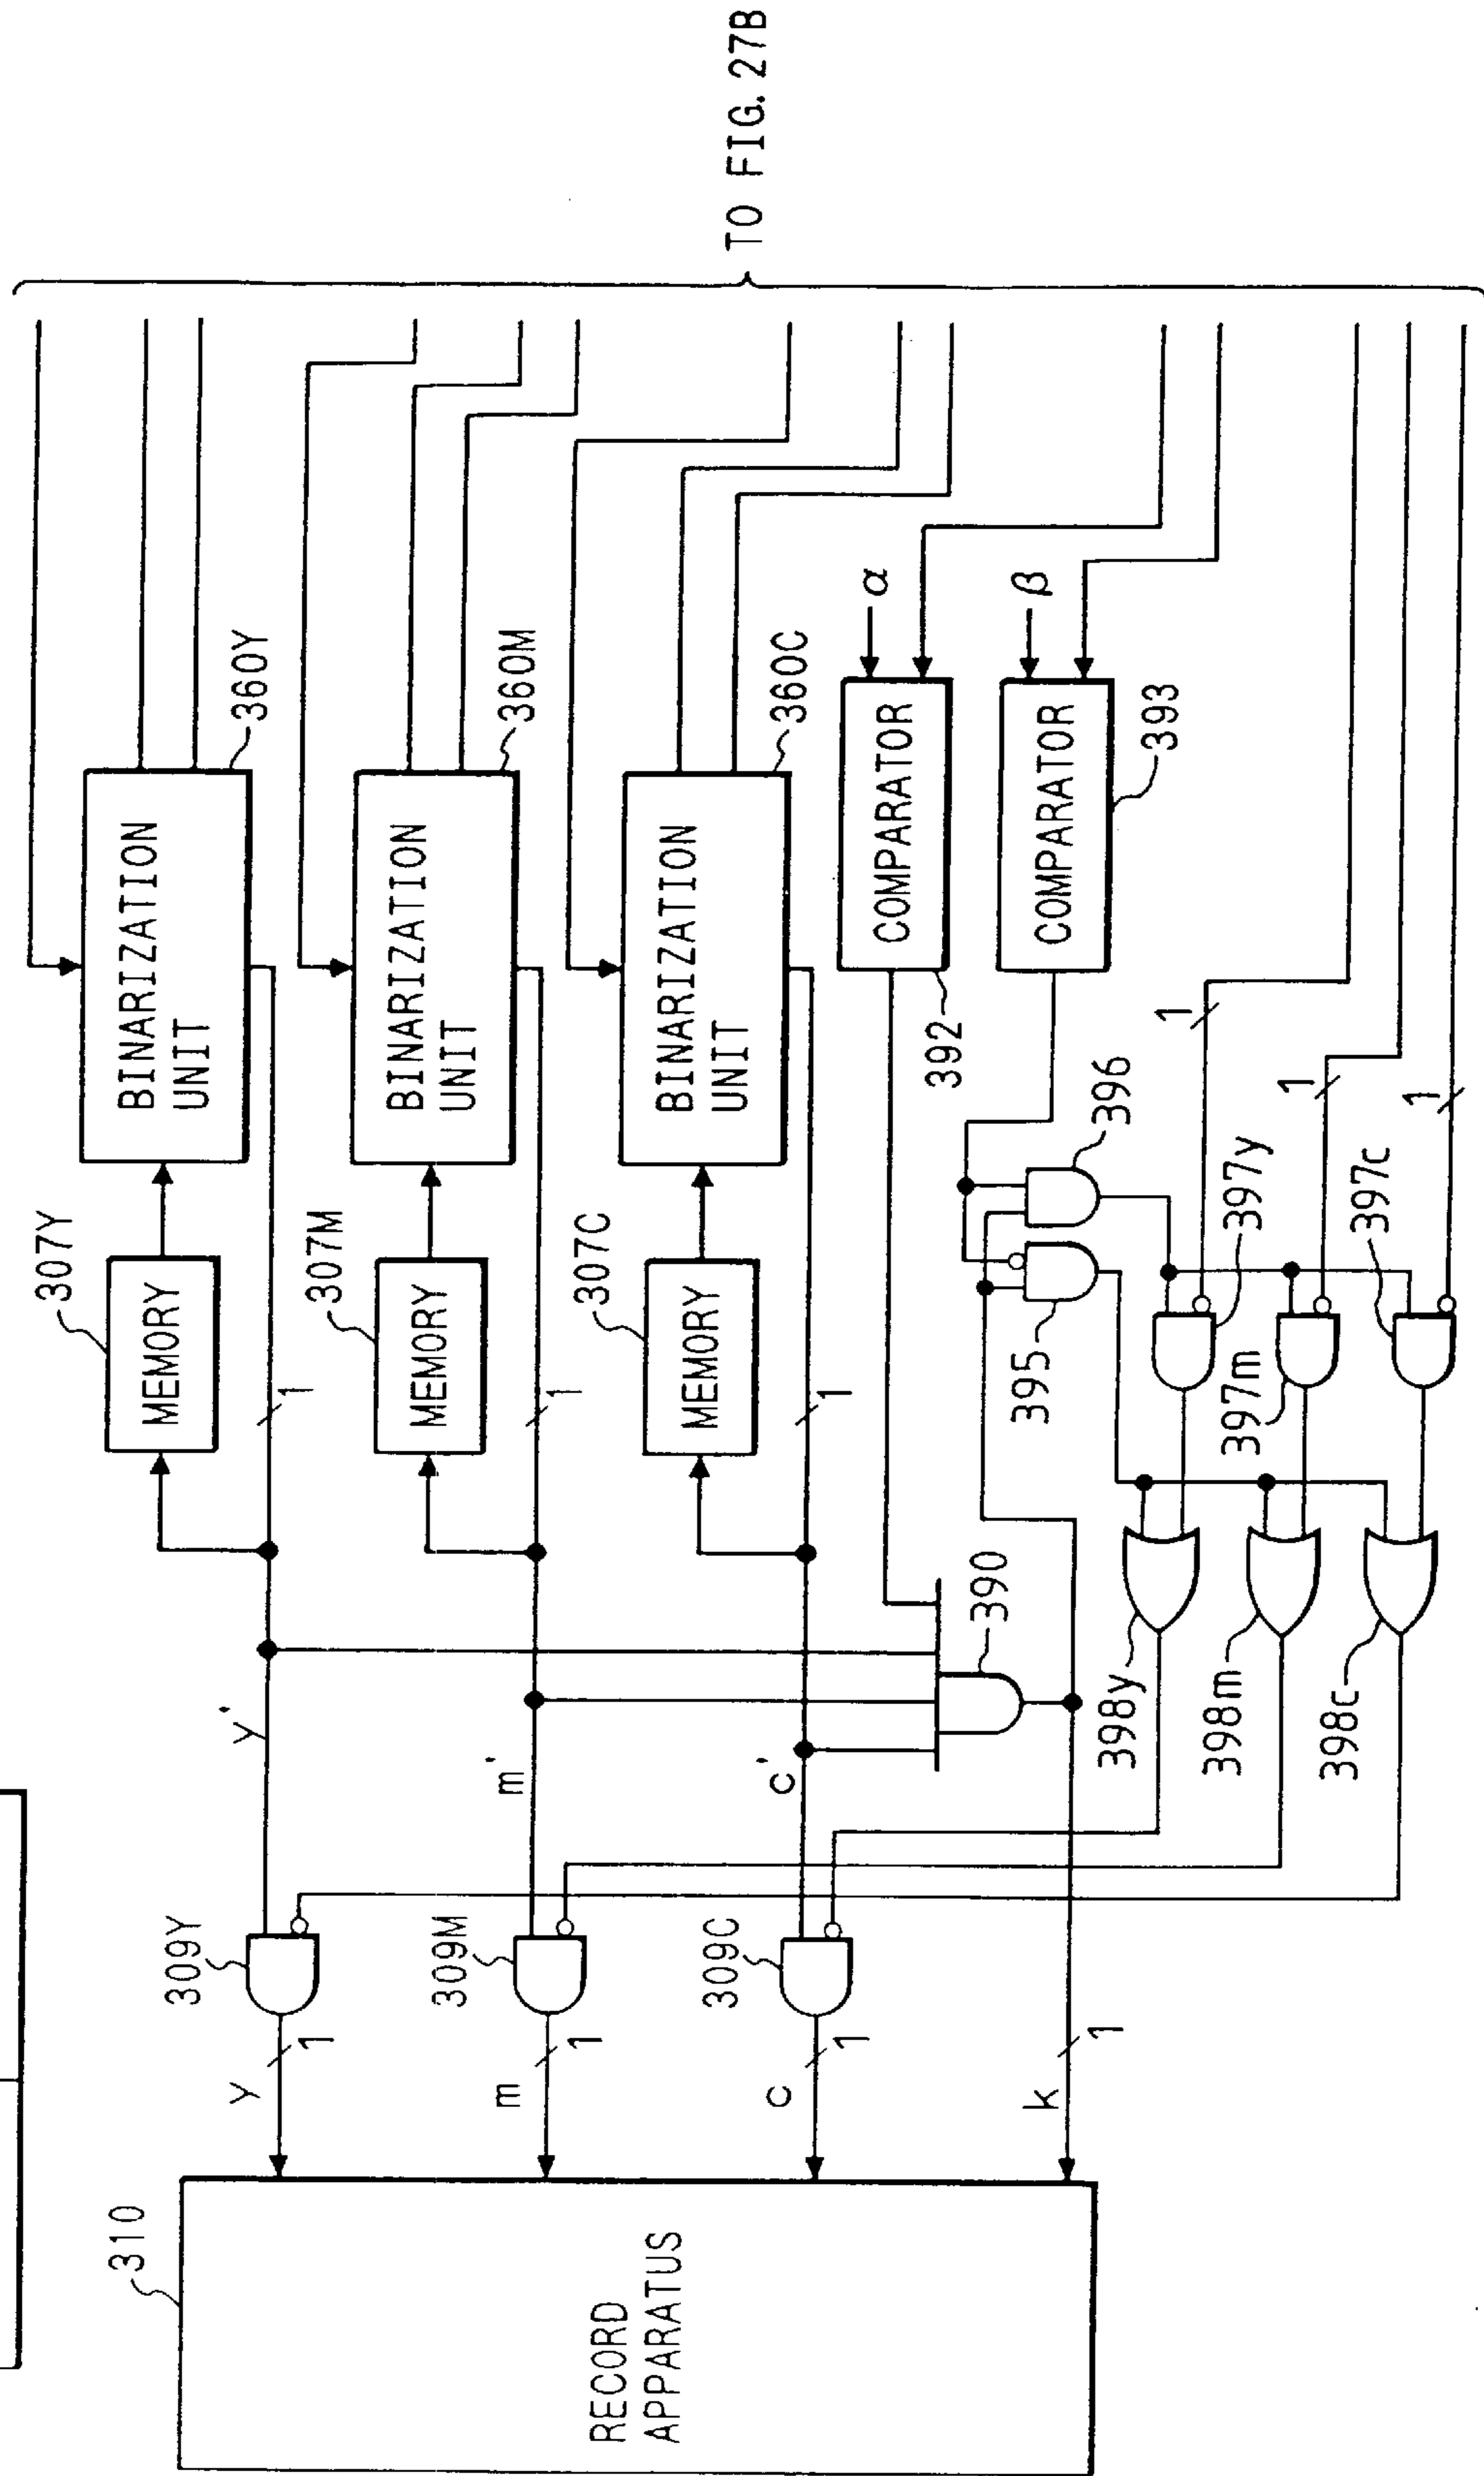 TO FIG. 27B
360Y
BINARIZATION
UNIT
307Y
MEMORY
1
y'
309Y
1
y
310
RECORD
APPARATUS
360M
BINARIZATION
UNIT
307M
MEMORY
1
m'
309M
1
m
360C
BINARIZATION
UNIT
307C
MEMORY
1
c'
309C
1
c
α
COMPARATOR
392
β
COMPARATOR
393
390
1
k
396
395
1
397y
1
397m
1
397c
398y
398m
398c